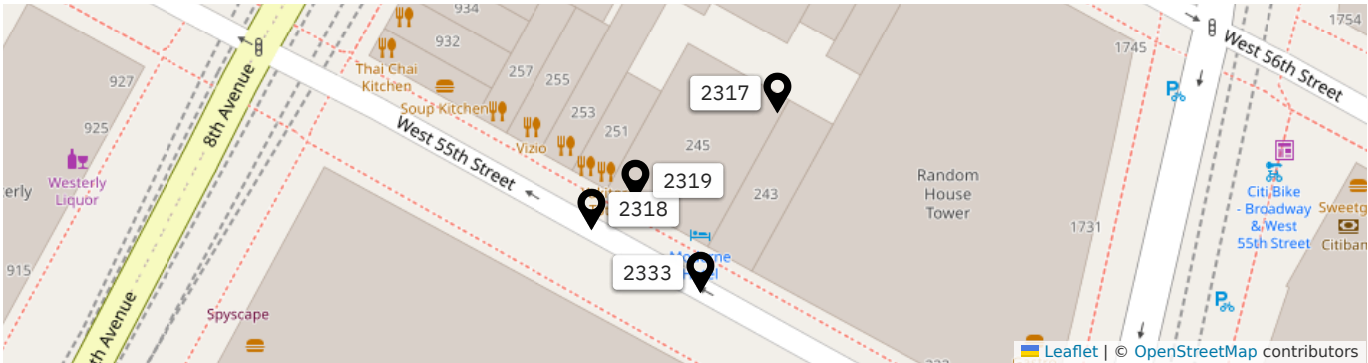 934
1754
932
1745
West 56th Street
Thai Chai
Kitchen
257
255
927
8th Avenue
2317
Soup Kitchen
253
West 55th Street
251
925
Vizio
245
Westerly
Liquor
erly
2319
243
Random
House
Tower
Citi Bike
- Broadway
& West
55th Street
Sweetg
Citiban
2318
1731
2333
915
Spyscape
th Avenue
Leaflet | © OpenStreetMap contributors